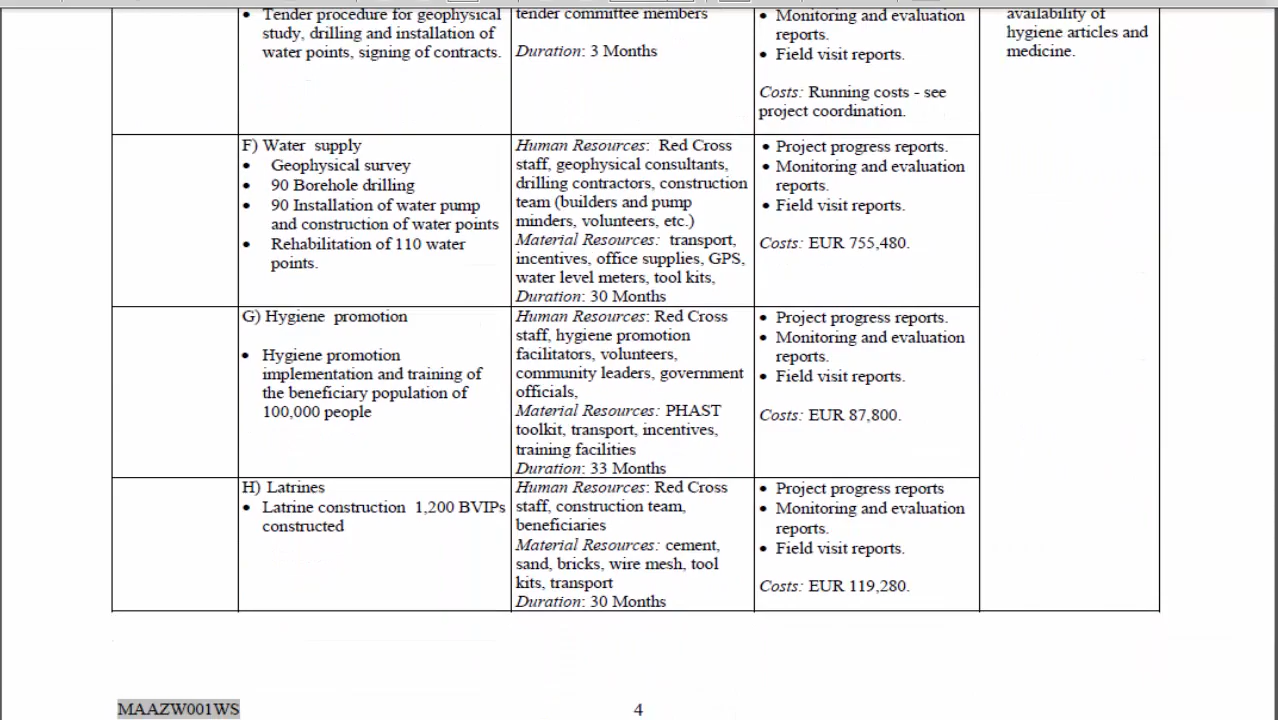 Tender procedure for geophysical
study, drilling and installation of
water points, signing of contracts.
tender committee members
Duration: 3 Months
• Monitoring and evaluation
reports.
• Field visit reports.
Costs: Running costs - see
project coordination.
availability of
hygiene articles and
medicine.
F) Water supply
• Geophysical survey
• 90 Borehole drilling
• 90 Installation of water pump
and construction of water points
• Rehabilitation of 110 water
points.
Human Resources: Red Cross
staff, geophysical consultants,
drilling contractors, construction
team (builders and pump
minders, volunteers, etc.)
Material Resources: transport,
incentives, office supplies, GPS,
water level meters, tool kits,
Duration: 30 Months
• Project progress reports.
• Monitoring and evaluation
reports.
• Field visit reports.
Costs: EUR 755,480.
G) Hygiene promotion
• Hygiene promotion
implementation and training of
the beneficiary population of
100,000 people
Human Resources: Red Cross
staff, hygiene promotion
facilitators, volunteers,
community leaders, government
officials,
Material Resources: PHAST
toolkit, transport, incentives,
training facilities
Duration: 33 Months
• Project progress reports.
• Monitoring and evaluation
reports.
• Field visit reports.
Costs: EUR 87,800.
H) Latrines
• Latrine construction 1,200 BVIPs
constructed
Human Resources: Red Cross
staff, construction team,
beneficiaries
Material Resources: cement,
sand, bricks, wire mesh, tool
kits, transport
Duration: 30 Months
• Project progress reports
• Monitoring and evaluation
reports.
• Field visit reports.
Costs: EUR 119,280.
MAAZW001WS
4